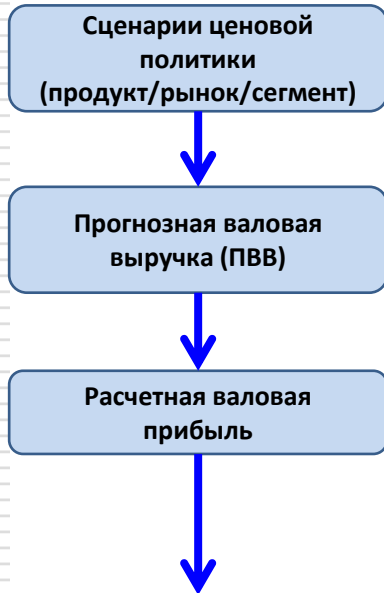 Сценарии ценовой
политики
(продукт/рынок/сегмент)
Прогнозная валовая
выручка (ПВВ)
Расчетная валовая
прибыль